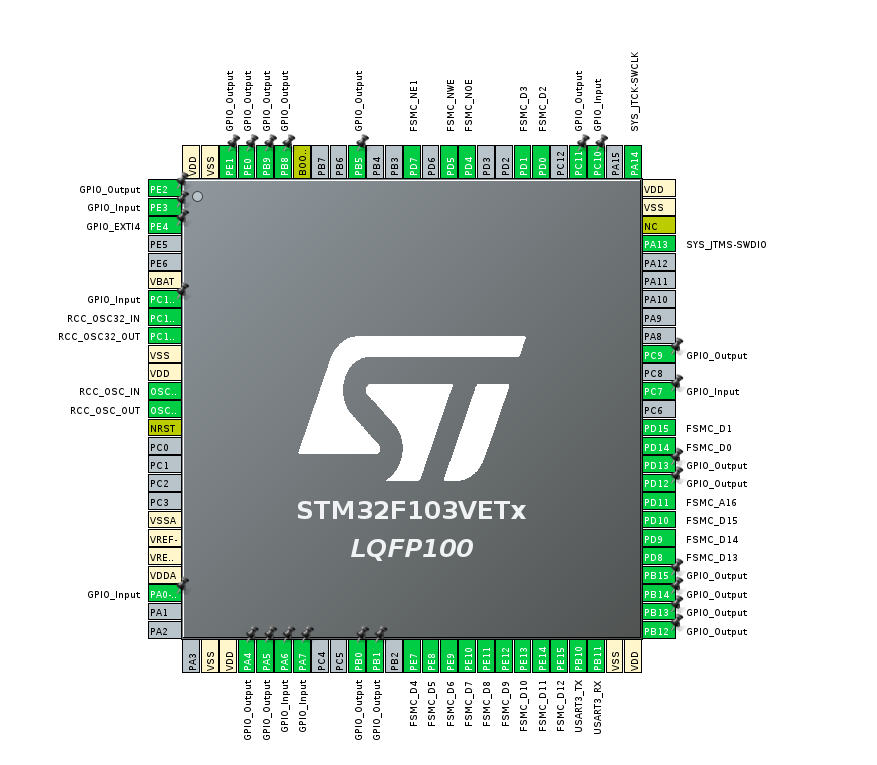 GPIO_Output
GPIO_Output
GPIO_Output
GPIO_Output
GPIO_Output
FSMC_NE1
FSMC_NWE
FSMC_NOE
FSMC_D3
FSMC_D2
GPIO_Output
GPIO_Input
SYS_JTCK-SWCLK
VDD
VSS
PE1
PE0
PB9
PB8
BOO..
PB7
PB6
PB5
PB4
PB3
PD7
PD6
PD5
PD4
PD3
PD2
PD1
PD0
PC12
PC11
PC10
PA15
PA14
GPIO_Output PE2
GPIO_Input PE3
GPIO_EXTI4 PE4
PE5
PE6
VBAT
GPIO_Input PC1..
RCC_OSC32_IN PC1..
RCC_OSC32_OUT PC1..
VSS
VDD
RCC_OSC_IN OSC..
RCC_OSC_OUT OSC..
NRST
PC0
PC1
PC2
PC3
VSSA
VREF-
VRE..
VDDA
GPIO_Input PA0-..
PA1
PA2
VDD
VSS
NC
PA13 SYS_JTMS-SWDIO
PA12
PA11
PA10
PA9
PA8
PC9 GPIO_Output
PC8
PC7 GPIO_Input
PC6
PD15 FSMC_D1
PD14 FSMC_D0
PD13 GPIO_Output
PD12 GPIO_Output
PD11 FSMC_A16
PD10 FSMC_D15
PD9 FSMC_D14
PD8 FSMC_D13
PB15 GPIO_Output
PB14 GPIO_Output
PB13 GPIO_Output
PB12 GPIO_Output
ST
STM32F103VETx
LQFP100
PA3
VSS
VDD
PA4
PA5
PA6
PA7
PC4
PC5
PB0
PB1
PB2
PE7
PE8
PE9
PE10
PE11
PE12
PE13
PE14
PE15
PB10
PB11
VSS
VDD
GPIO_Output
GPIO_Output
GPIO_Input
GPIO_Input
GPIO_Output
GPIO_Output
FSMC_D4
FSMC_D5
FSMC_D6
FSMC_D7
FSMC_D8
FSMC_D9
FSMC_D10
FSMC_D11
FSMC_D12
USART3_TX
USART3_RX